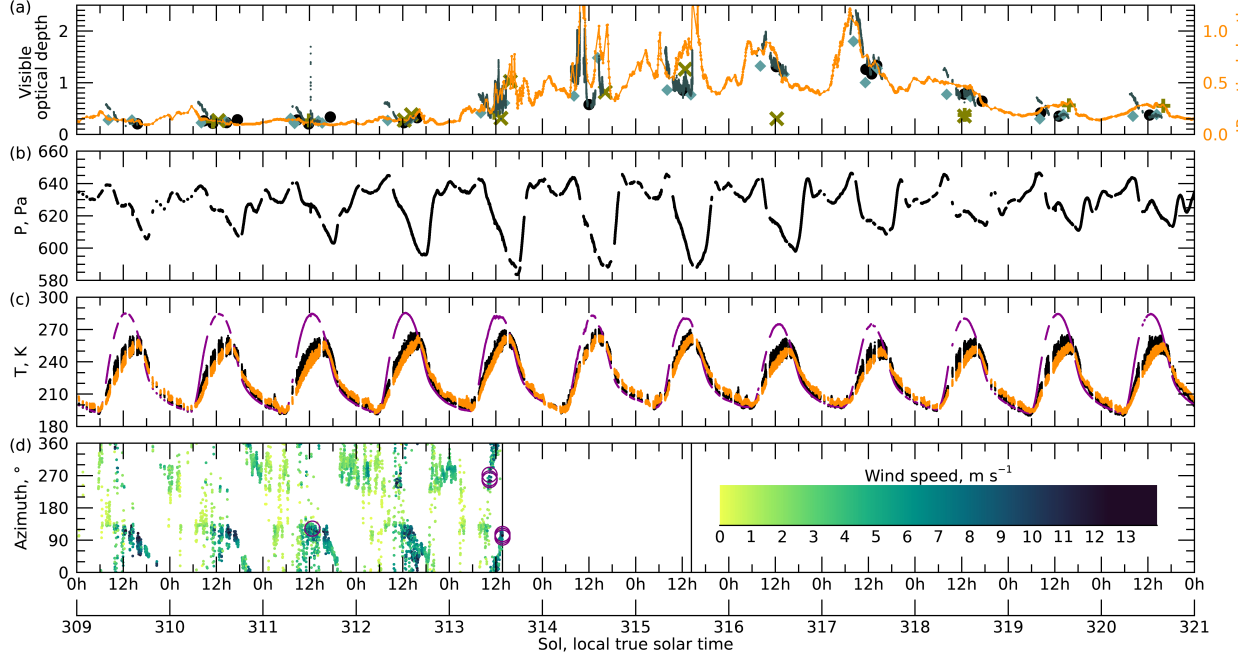 (a)
Visible
optical depth
2
1
0
1.0
0.5
0.0
(b)
P, Pa
660
640
620
600
580
(c)
T, K
300
270
240
210
180
(d)
Azimuth, °
360
270
180
90
0
Wind speed, m s⁻¹
0 1 2 3 4 5 6 7 8 9 10 11 12 13
0h 12h 0h 12h 0h 12h 0h 12h 0h 12h 0h 12h 0h 12h 0h 12h 0h 12h 0h 12h 0h 12h 0h 12h 0h
309 310 311 312 313 314 315 316 317 318 319 320 321
Sol, local true solar time